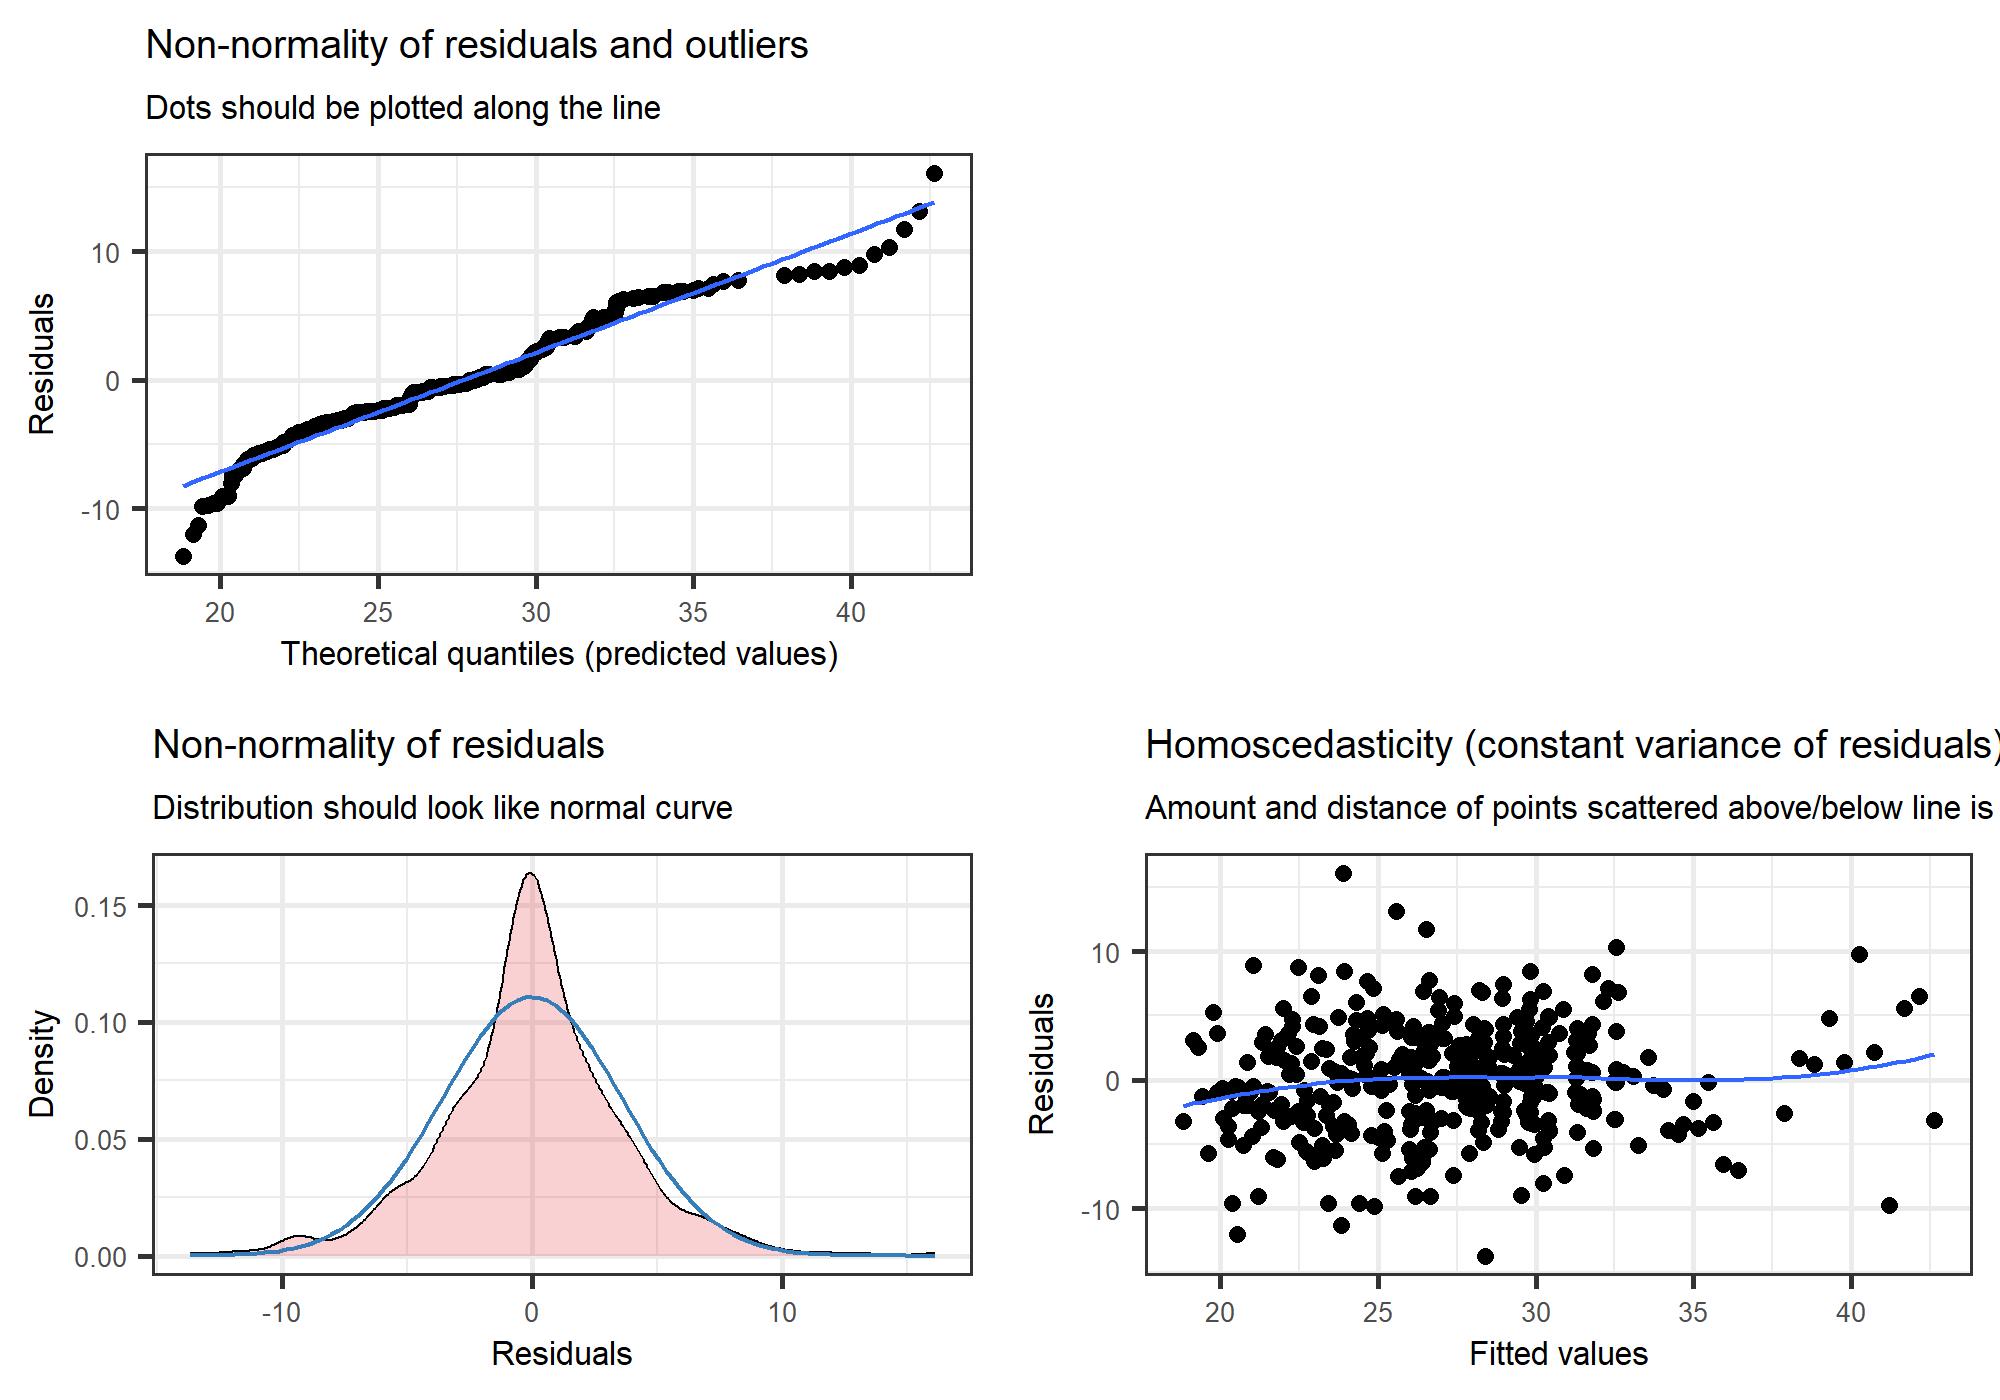 Non-normality of residuals and outliers
Dots should be plotted along the line
Residuals
10
0
-10
20 25 30 35 40
Theoretical quantiles (predicted values)
Non-normality of residuals
Distribution should look like normal curve
Density
0.15
0.10
0.05
0.00
-10 0 10
Residuals
Homoscedasticity (constant variance of residuals)
Amount and distance of points scattered above/below line is
Residuals
10
0
-10
20 25 30 35 40
Fitted values